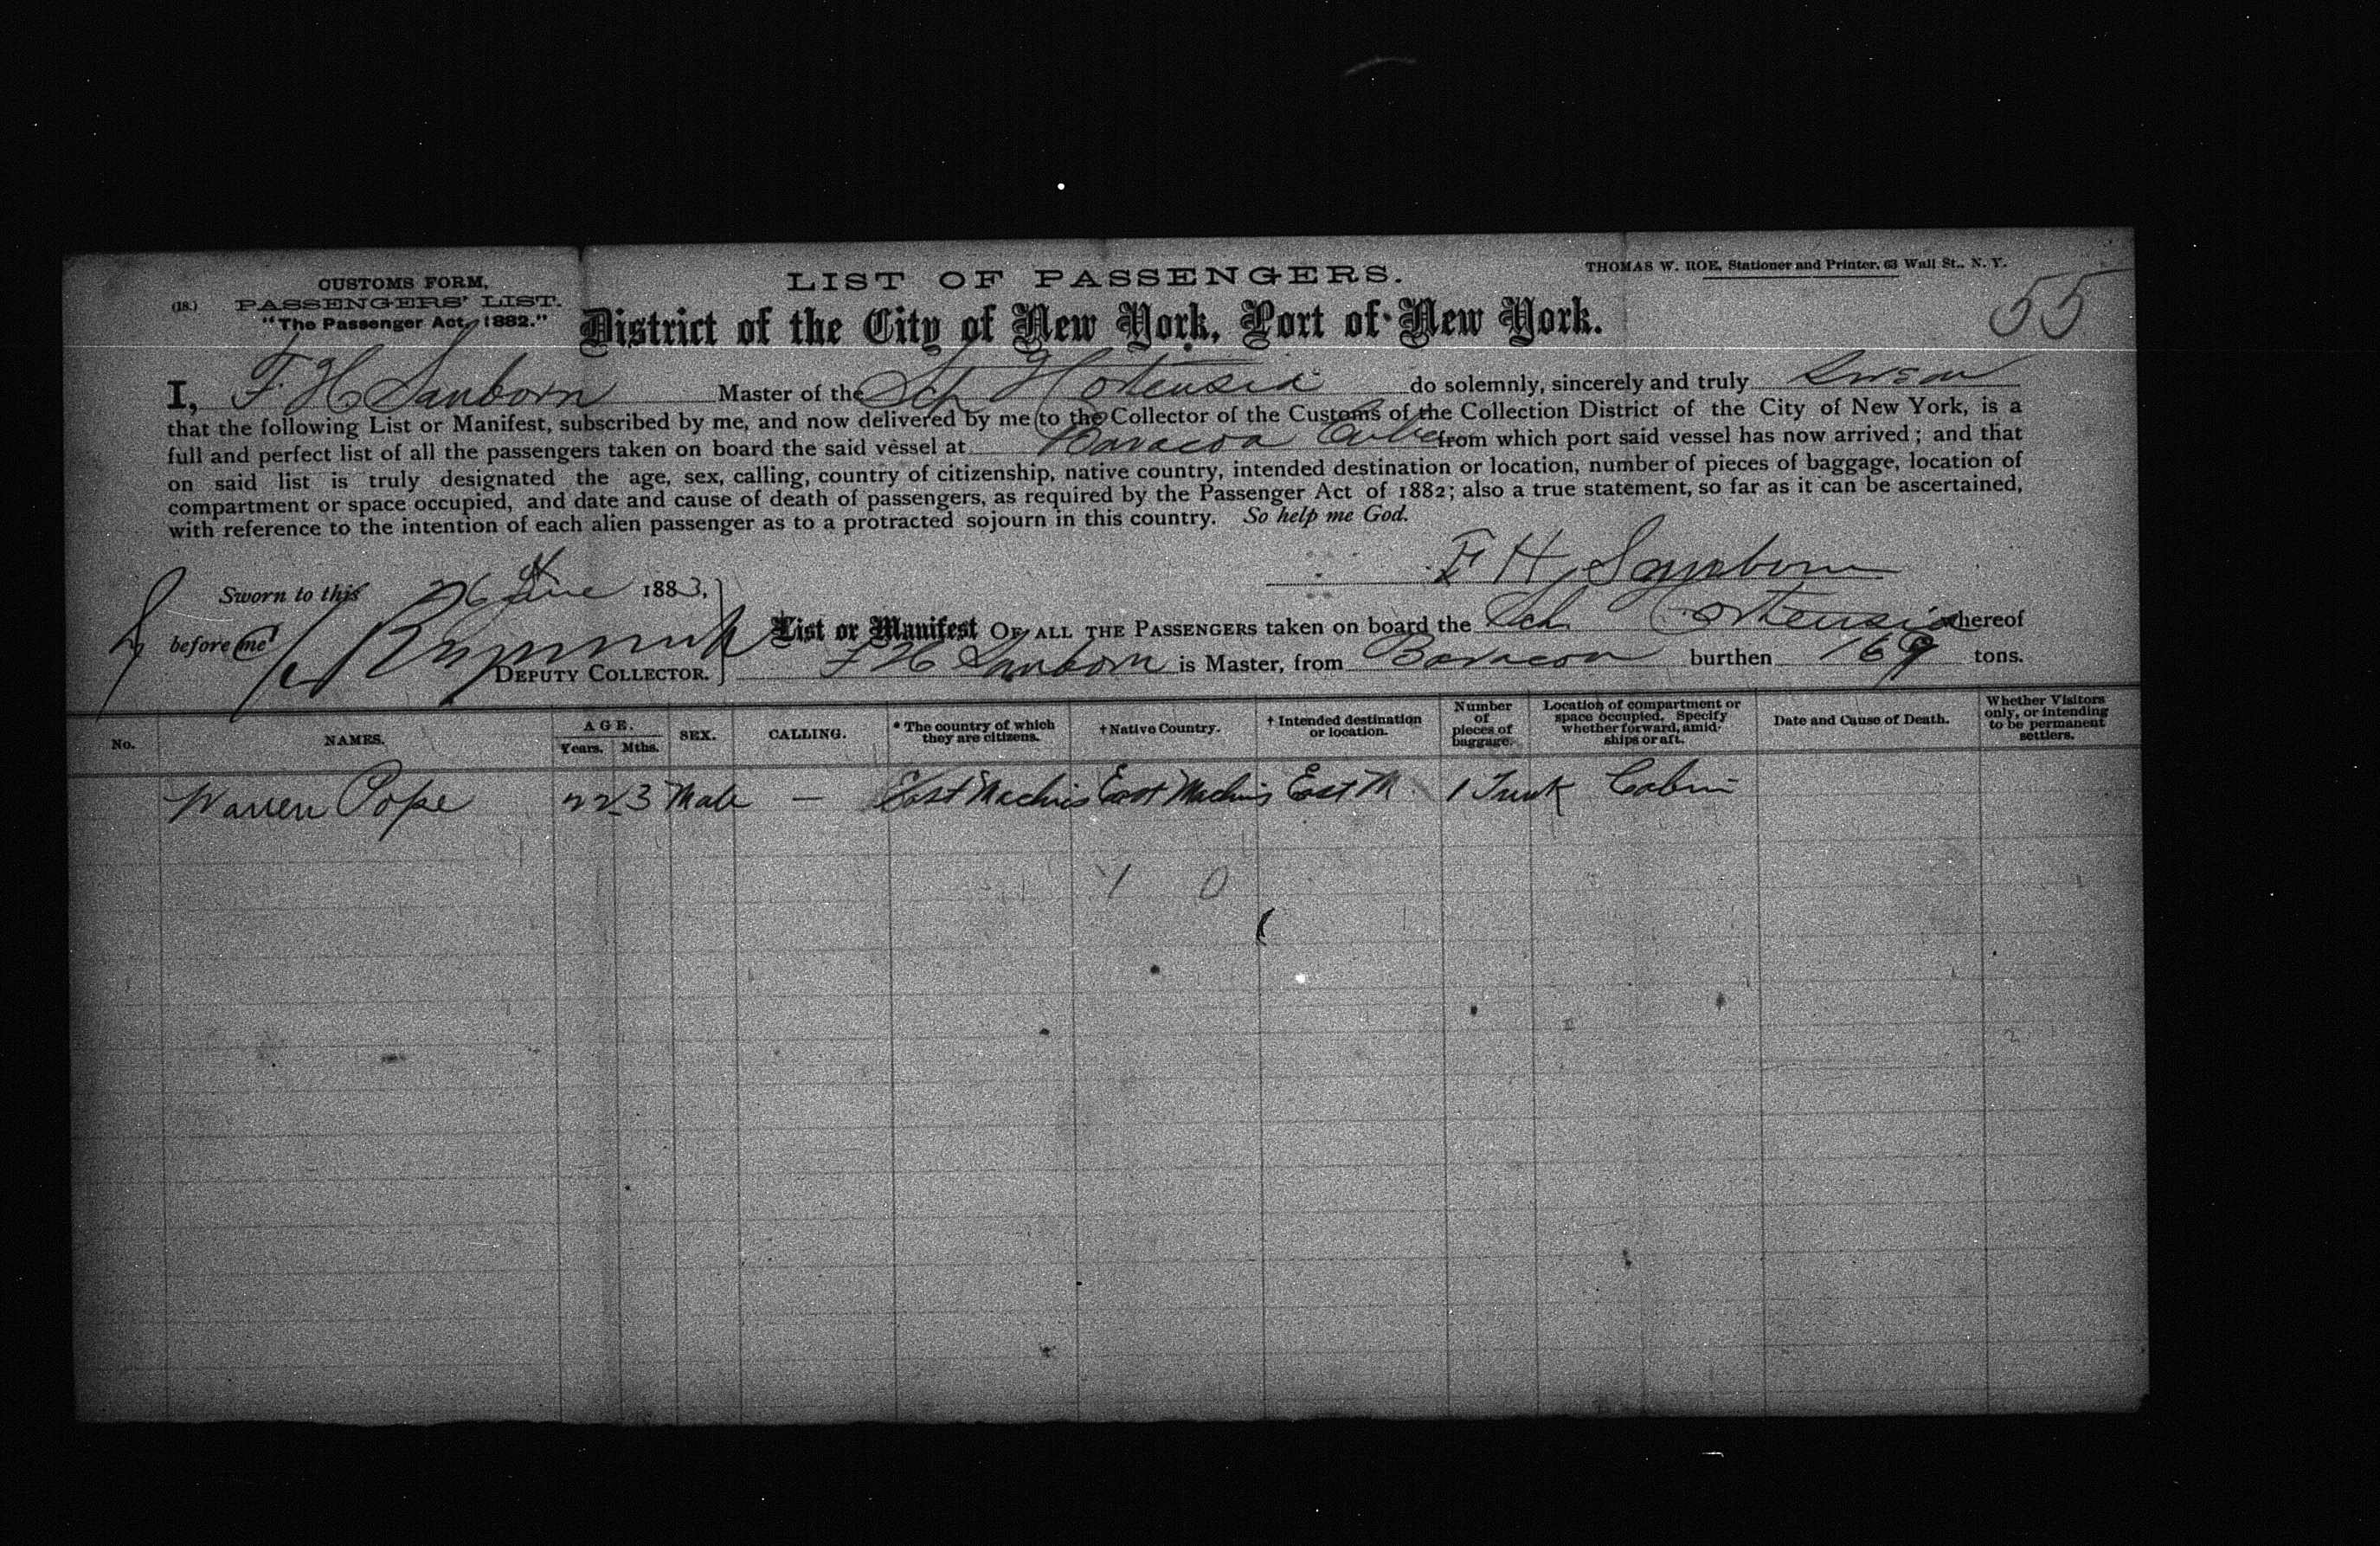 CUSTOMS FORM,
(18.) PASSENGERS' LIST.
"The Passenger Act, 1882."
LIST OF PASSENGERS.
THOMAS W. ROE, Stationer and Printer, 63 Wall St., N. Y.
55
District of the City of New York, Port of New York.
I, F H Sanborn Master of the Sch Hortensia do solemnly, sincerely and truly
that the following List or Manifest, subscribed by me, and now delivered by me to the Collector of the Customs of the Collection District of the City of New York, is a
full and perfect list of all the passengers taken on board the said vessel at Baracoa Cuba from which port said vessel has now arrived; and that
on said list is truly designated the age, sex, calling, country of citizenship, native country, intended destination or location, number of pieces of baggage, location of
compartment or space occupied, and date and cause of death of passengers, as required by the Passenger Act of 1882; also a true statement, so far as it can be ascertained,
with reference to the intention of each alien passenger as to a protracted sojourn in this country. So help me God.
F H Sanborn
Sworn to this 26 June 1883,
before me
DEPUTY COLLECTOR.
List or Manifest OF ALL THE PASSENGERS taken on board the Sch Hortensia whereof
F H Sanborn is Master, from Baracoa burthen 169 tons.
No. NAMES. AGE. Years. Mths. SEX. CALLING. * The country of which they are citizens. † Native Country. † Intended destination or location. Number of pieces of baggage. Location of compartment or space occupied. Specify whether forward, amidships or aft. Date and Cause of Death. Whether Visitors only, or intending to be permanent settlers.
Warren Pope 22 3 Male — East Machias East Machias East M 1 Trunk Cabin
1 0